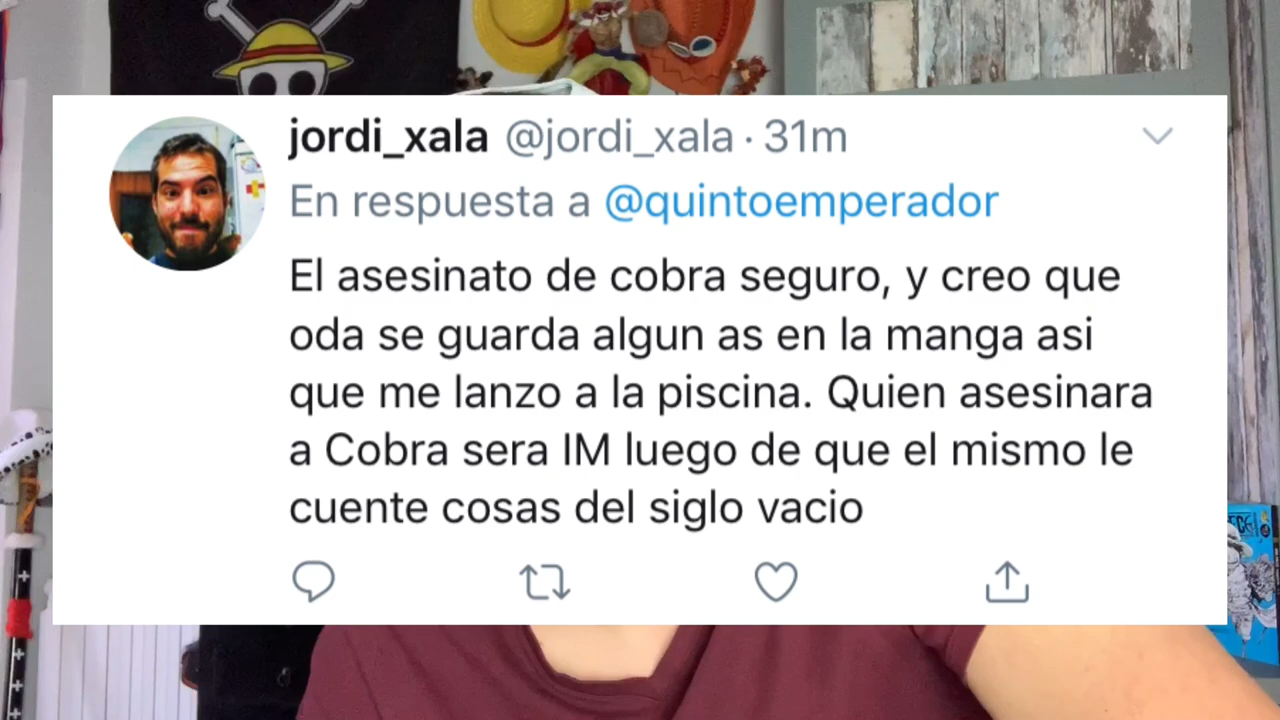 jordi_xala @jordi_xala · 31m
En respuesta a @quintoemperador
El asesinato de cobra seguro, y creo que
oda se guarda algun as en la manga asi
que me lanzo a la piscina. Quien asesinara
a Cobra sera IM luego de que el mismo le
cuente cosas del siglo vacio